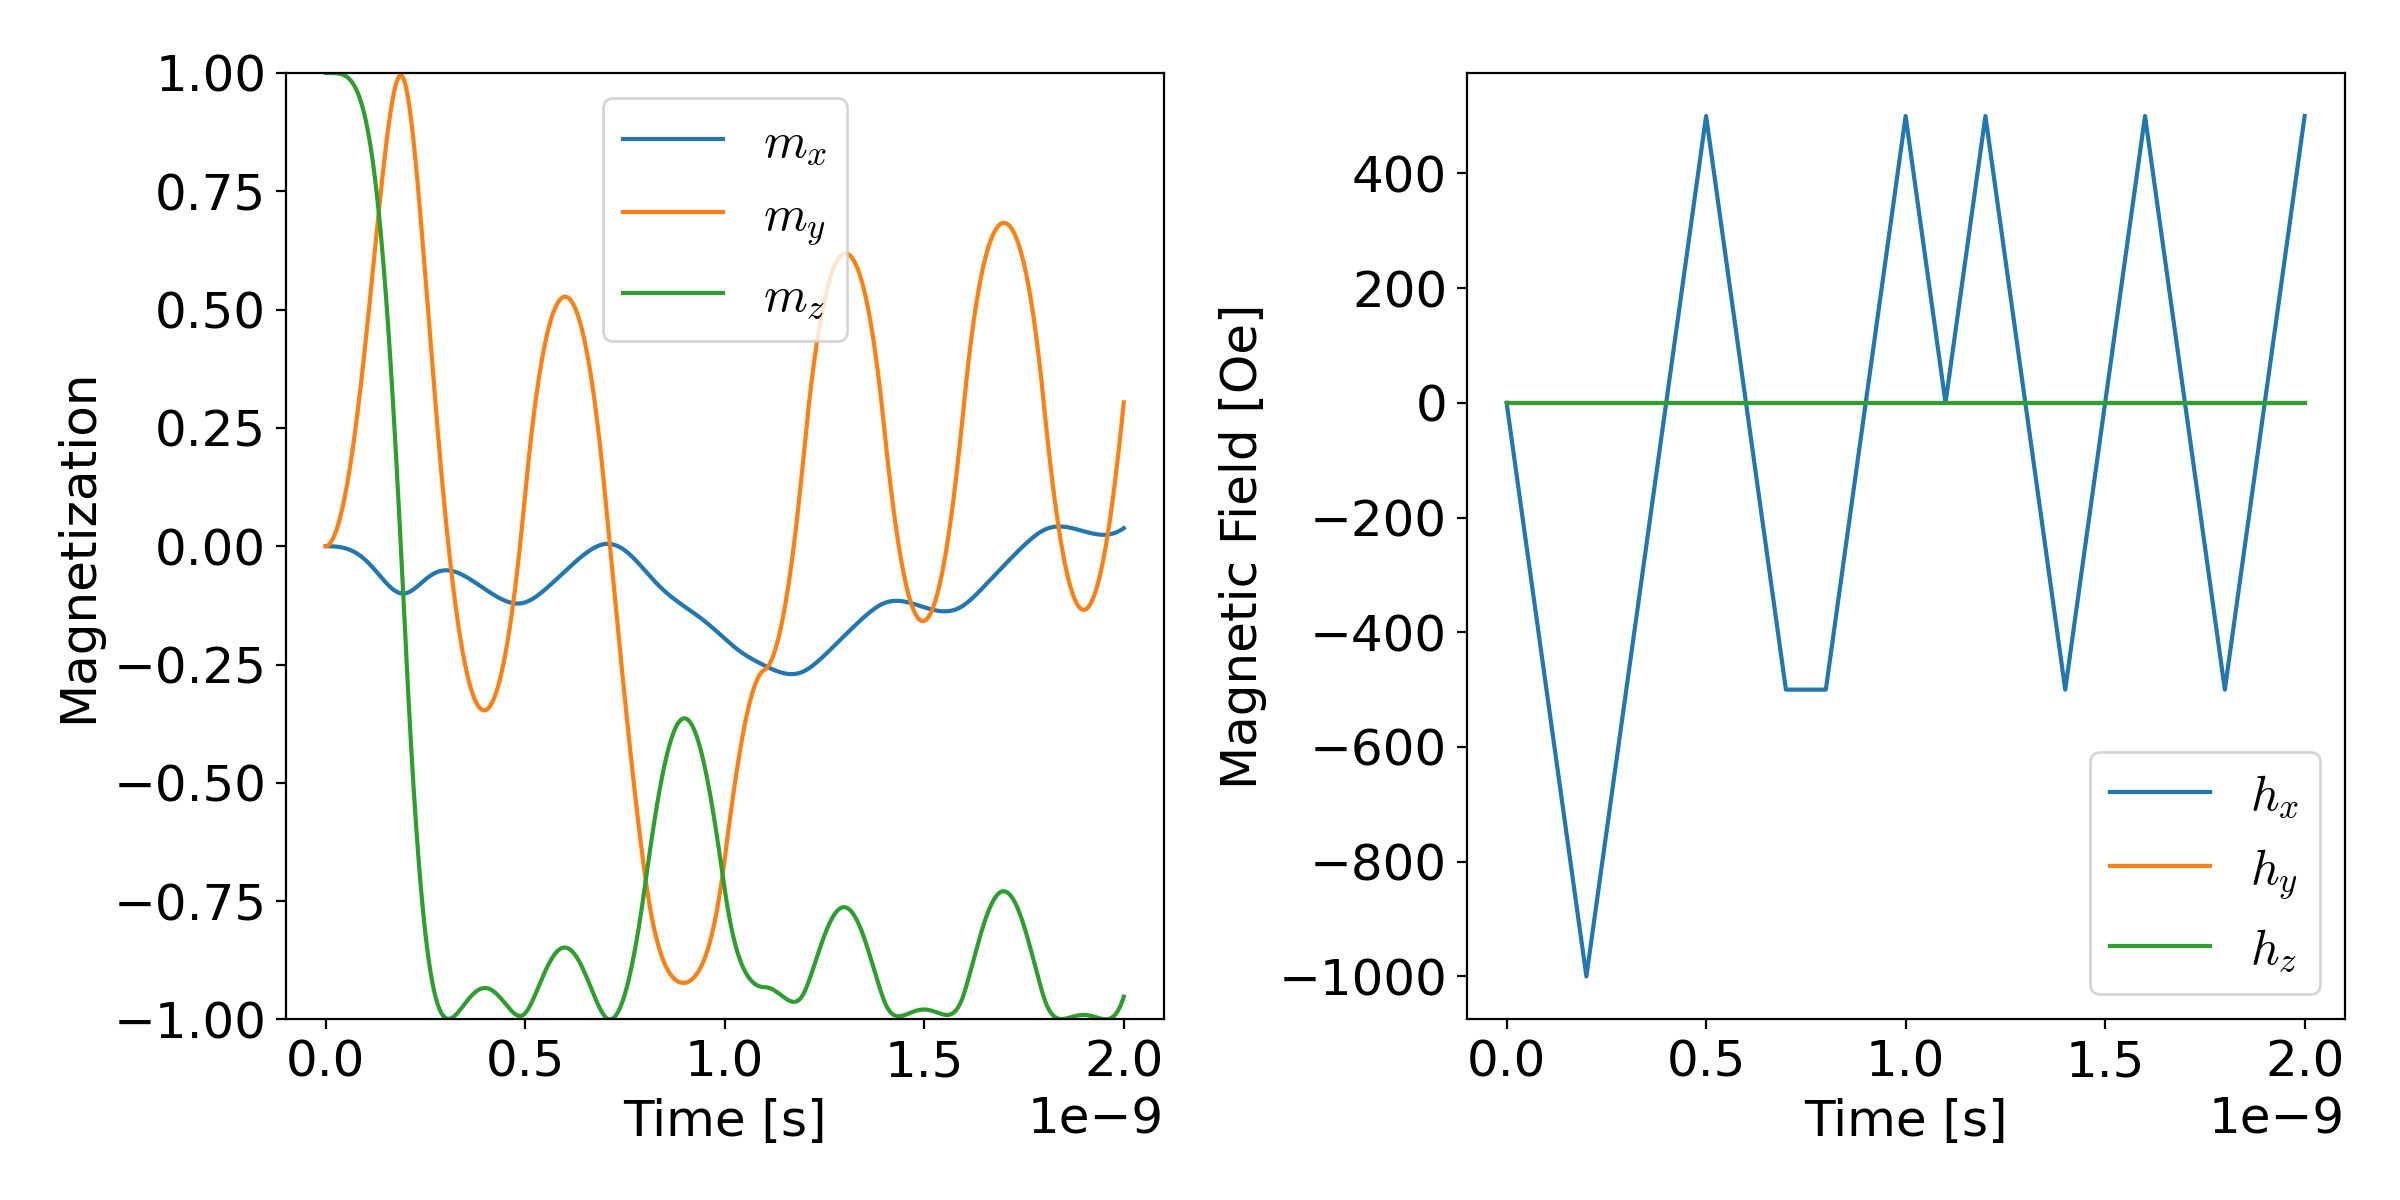 Magnetization
1.00
0.75
0.50
0.25
0.00
−0.25
−0.50
−0.75
−1.00
0.0 0.5 1.0 1.5 2.0
Time [s]
1e−9
m_x
m_y
m_z
Magnetic Field [Oe]
400
200
0
−200
−400
−600
−800
−1000
0.0 0.5 1.0 1.5 2.0
Time [s]
1e−9
h_x
h_y
h_z